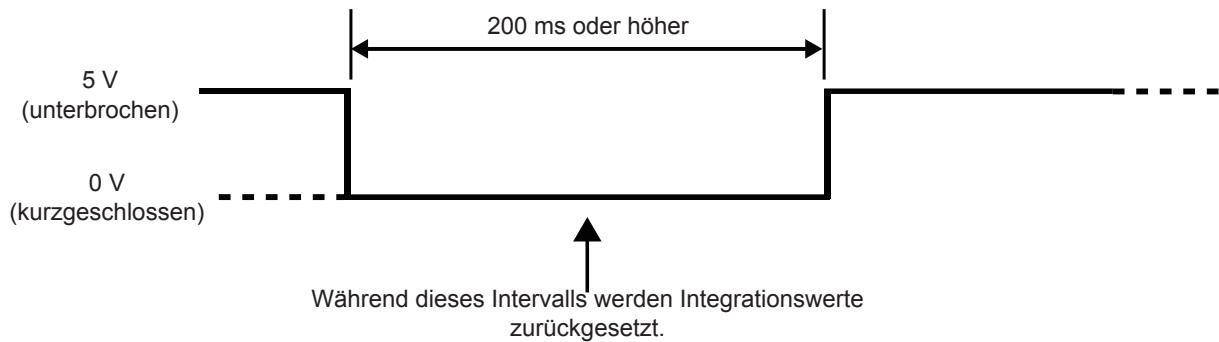 200 ms oder höher
5 V
(unterbrochen)
0 V
(kurzgeschlossen)
Während dieses Intervalls werden Integrationswerte
zurückgesetzt.